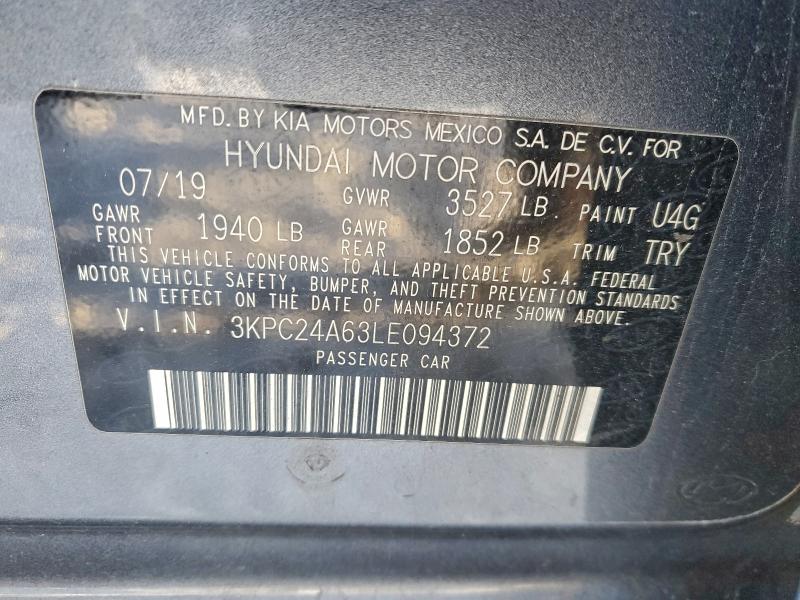 MFD. BY KIA MOTORS MEXICO S.A. DE C.V. FOR
HYUNDAI MOTOR COMPANY
07/19 GVWR 3527 LB. PAINT U4G
GAWR FRONT 1940 LB GAWR REAR 1852 LB TRIM TRY
THIS VEHICLE CONFORMS TO ALL APPLICABLE U.S.A. FEDERAL
MOTOR VEHICLE SAFETY, BUMPER, AND THEFT PREVENTION STANDARDS
IN EFFECT ON THE DATE OF MANUFACTURE SHOWN ABOVE.
V.I.N. 3KPC24A63LE094372
PASSENGER CAR